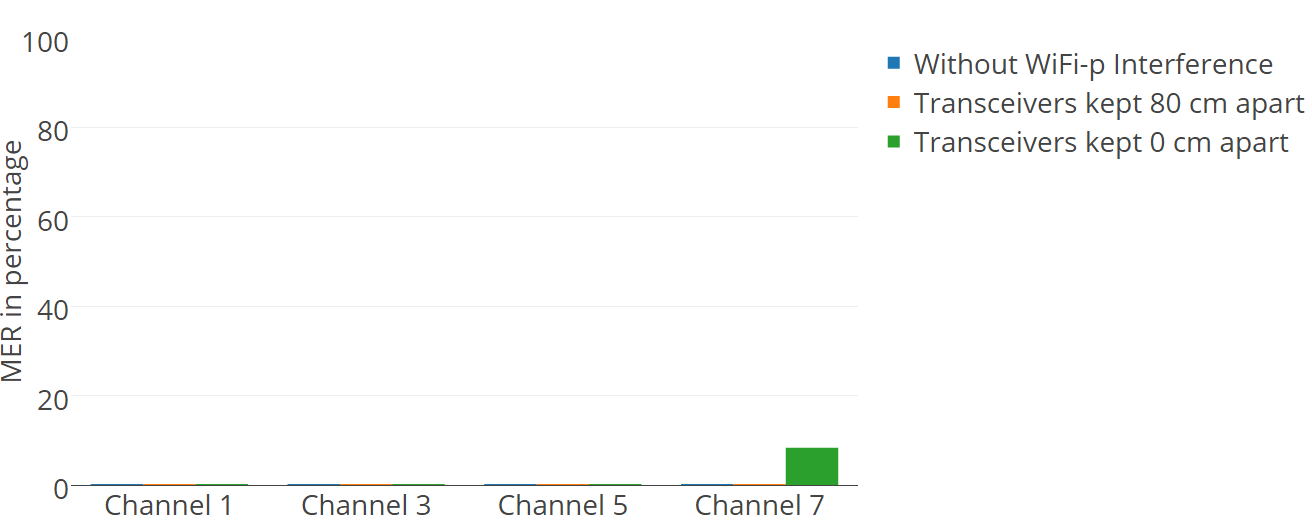 MER in percentage
100
80
60
40
20
0
Channel 1
Channel 3
Channel 5
Channel 7
Without WiFi-p Interference
Transceivers kept 80 cm apart
Transceivers kept 0 cm apart